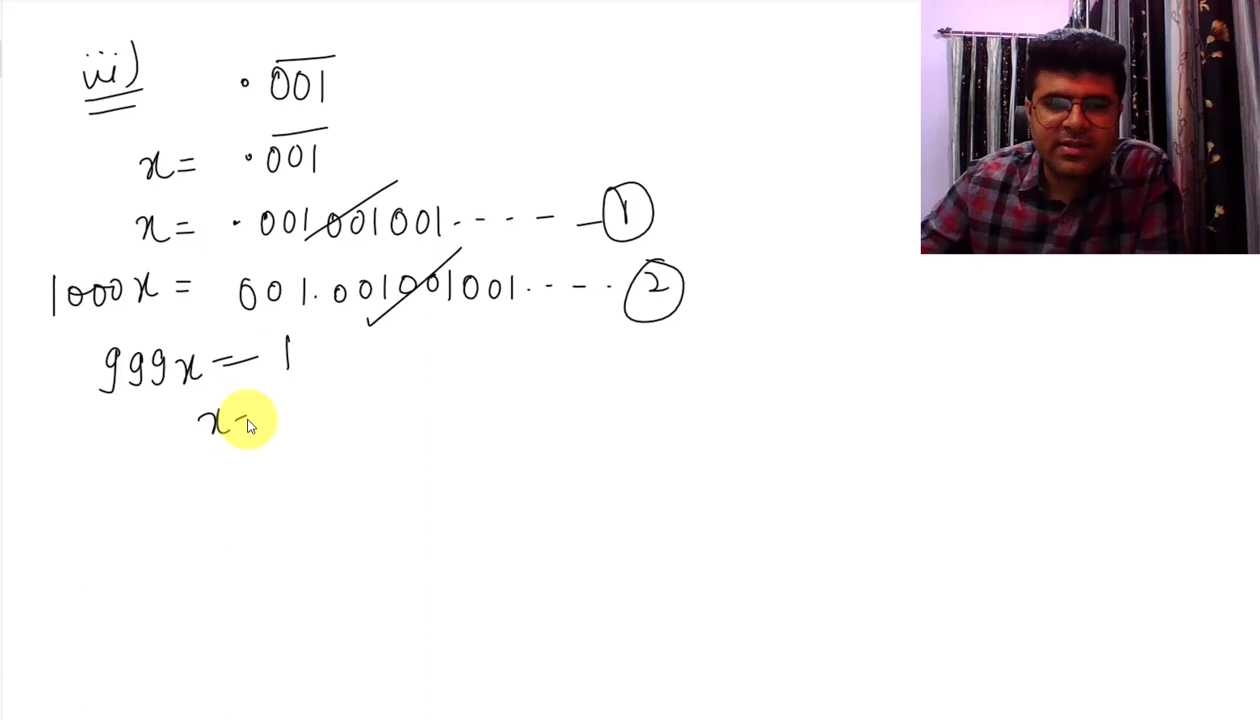 iii) .001̅
x = .001̅
x = .001001001.---- - ①
1000x = 001.001001001.---. ②
999x = 1
x -